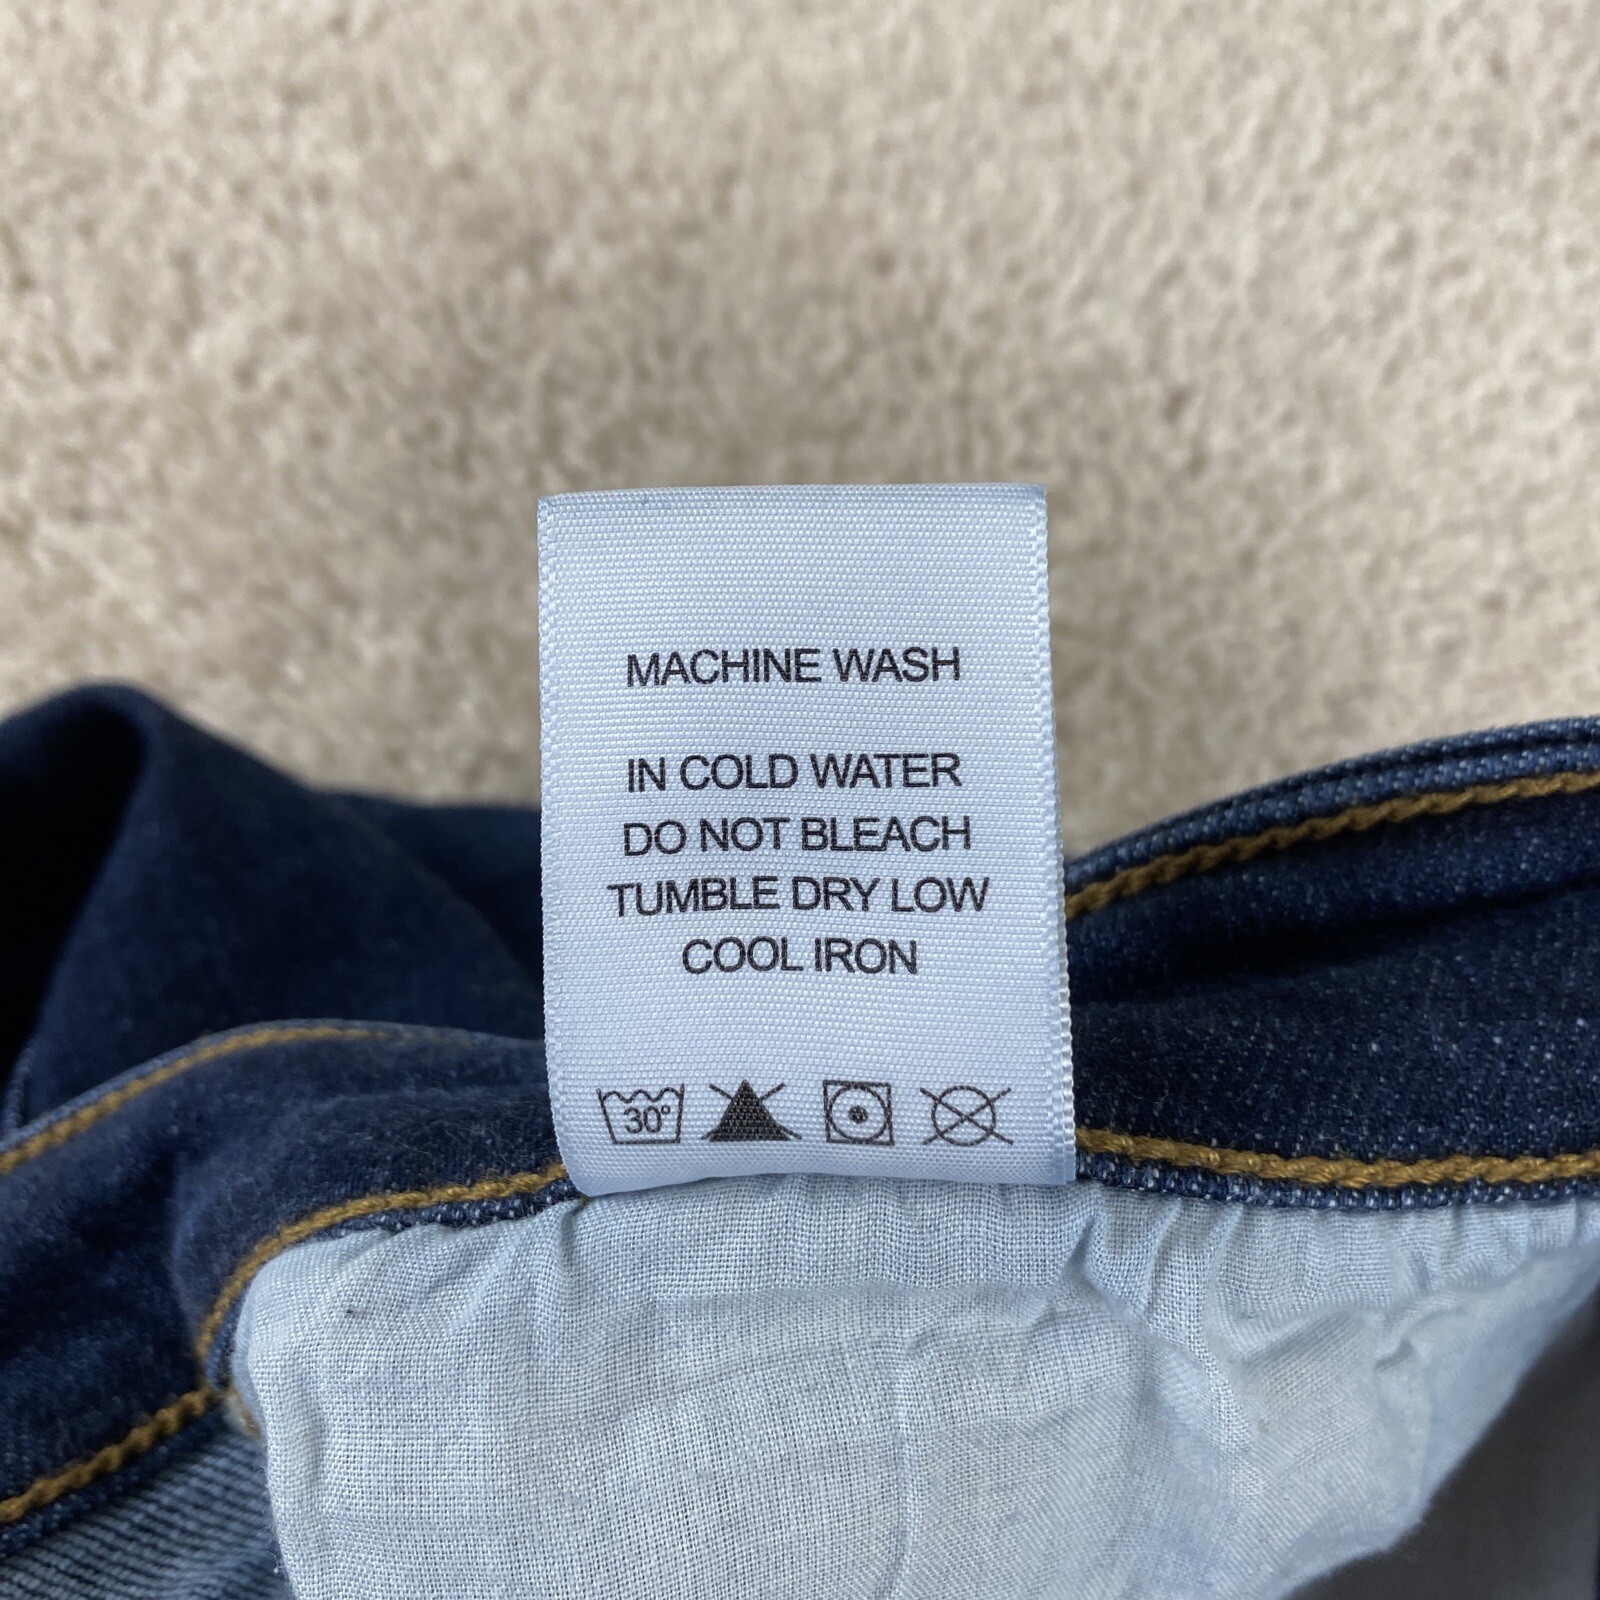 MACHINE WASH
IN COLD WATER
DO NOT BLEACH
TUMBLE DRY LOW
COOL IRON
30°